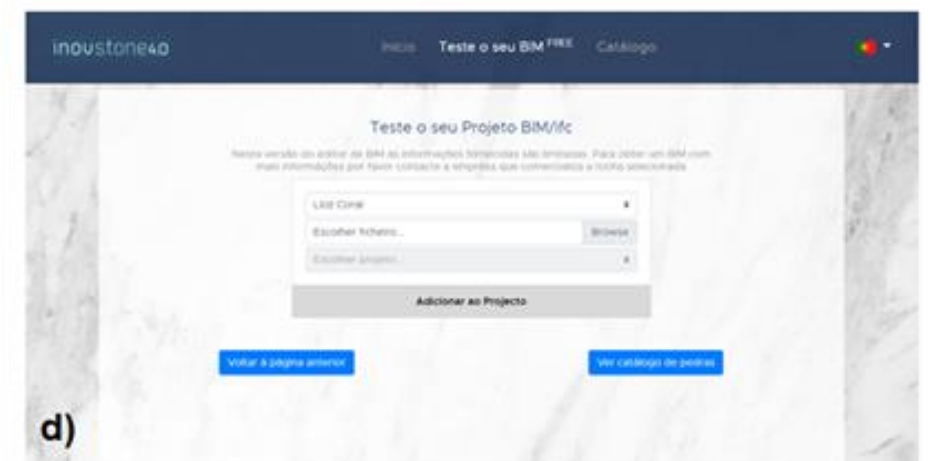 inovstone4.0
Início Teste o seu BIM FREE Catálogo
Teste o seu Projeto BIM/ifc
Nesta versão do editor de BIM as informações fornecidas são limitadas. Para obter um BIM com
mais informações por favor contacte a empresa que comercializa a rocha selecionada
Lioz Coral
Escolher ficheiro...
Browse
Escolher projeto...
Adicionar ao Projecto
Voltar à página anterior
Ver catálogo de pedras
d)